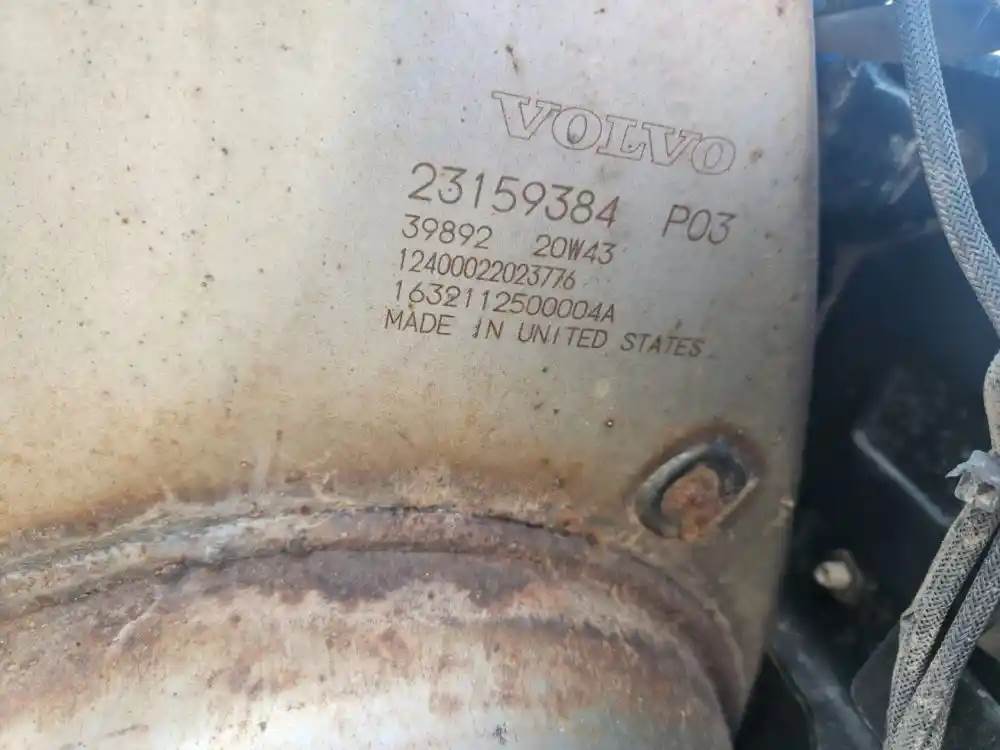 VOLVO
23159384 P03
39892 20W43
12400022023776
1632112500004A
MADE IN UNITED STATES